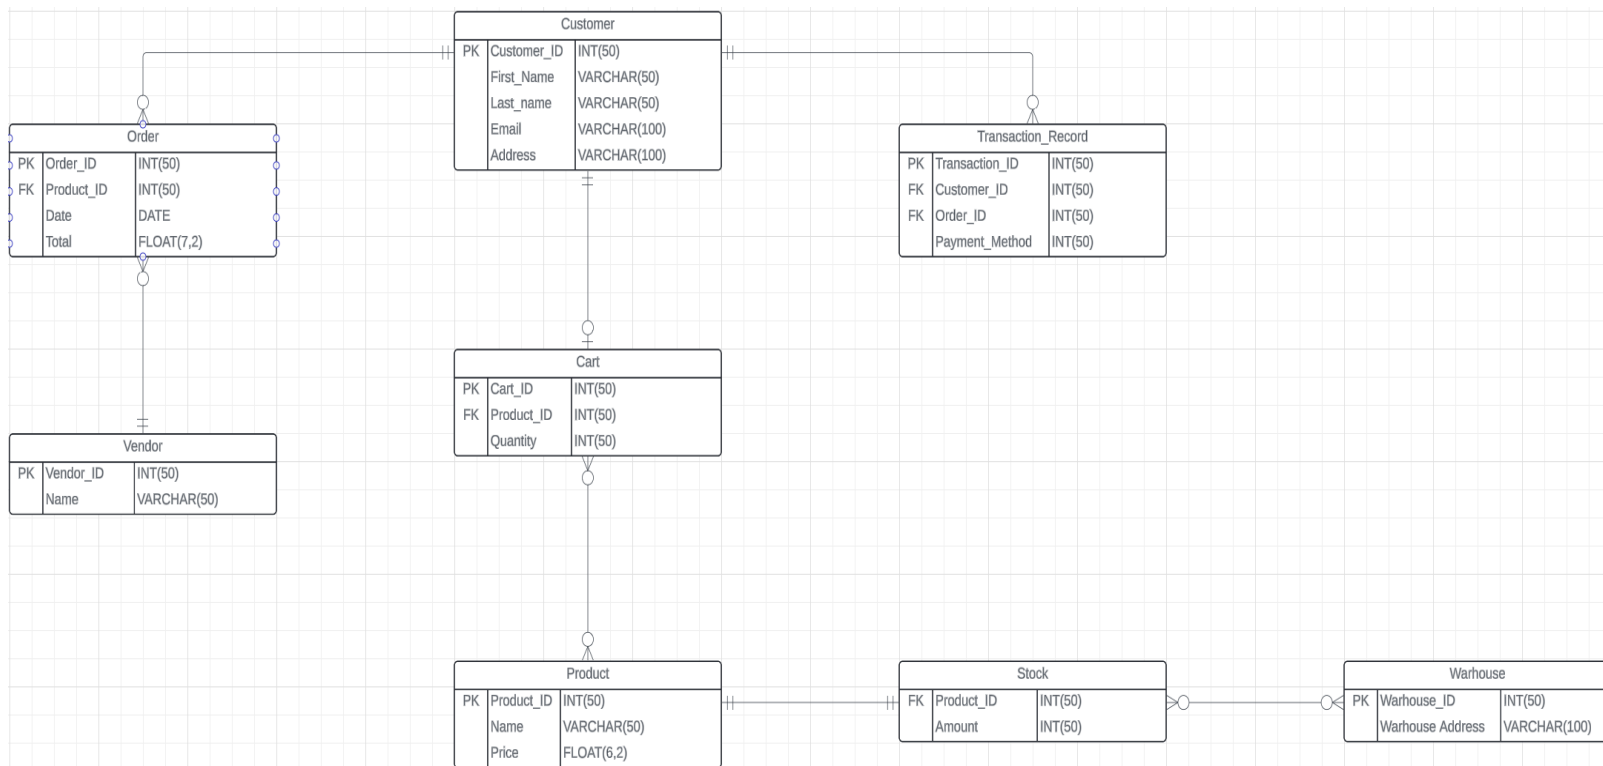 Customer
PK Customer_ID INT(50)
First_Name VARCHAR(50)
Last_name VARCHAR(50)
Email VARCHAR(100)
Address VARCHAR(100)
Order
PK Order_ID INT(50)
FK Product_ID INT(50)
Date DATE
Total FLOAT(7,2)
Transaction_Record
PK Transaction_ID INT(50)
FK Customer_ID INT(50)
FK Order_ID INT(50)
Payment_Method INT(50)
Cart
PK Cart_ID INT(50)
FK Product_ID INT(50)
Quantity INT(50)
Vendor
PK Vendor_ID INT(50)
Name VARCHAR(50)
Product
PK Product_ID INT(50)
Name VARCHAR(50)
Price FLOAT(6,2)
Stock
FK Product_ID INT(50)
Amount INT(50)
Warhouse
PK Warhouse_ID INT(50)
Warhouse Address VARCHAR(100)